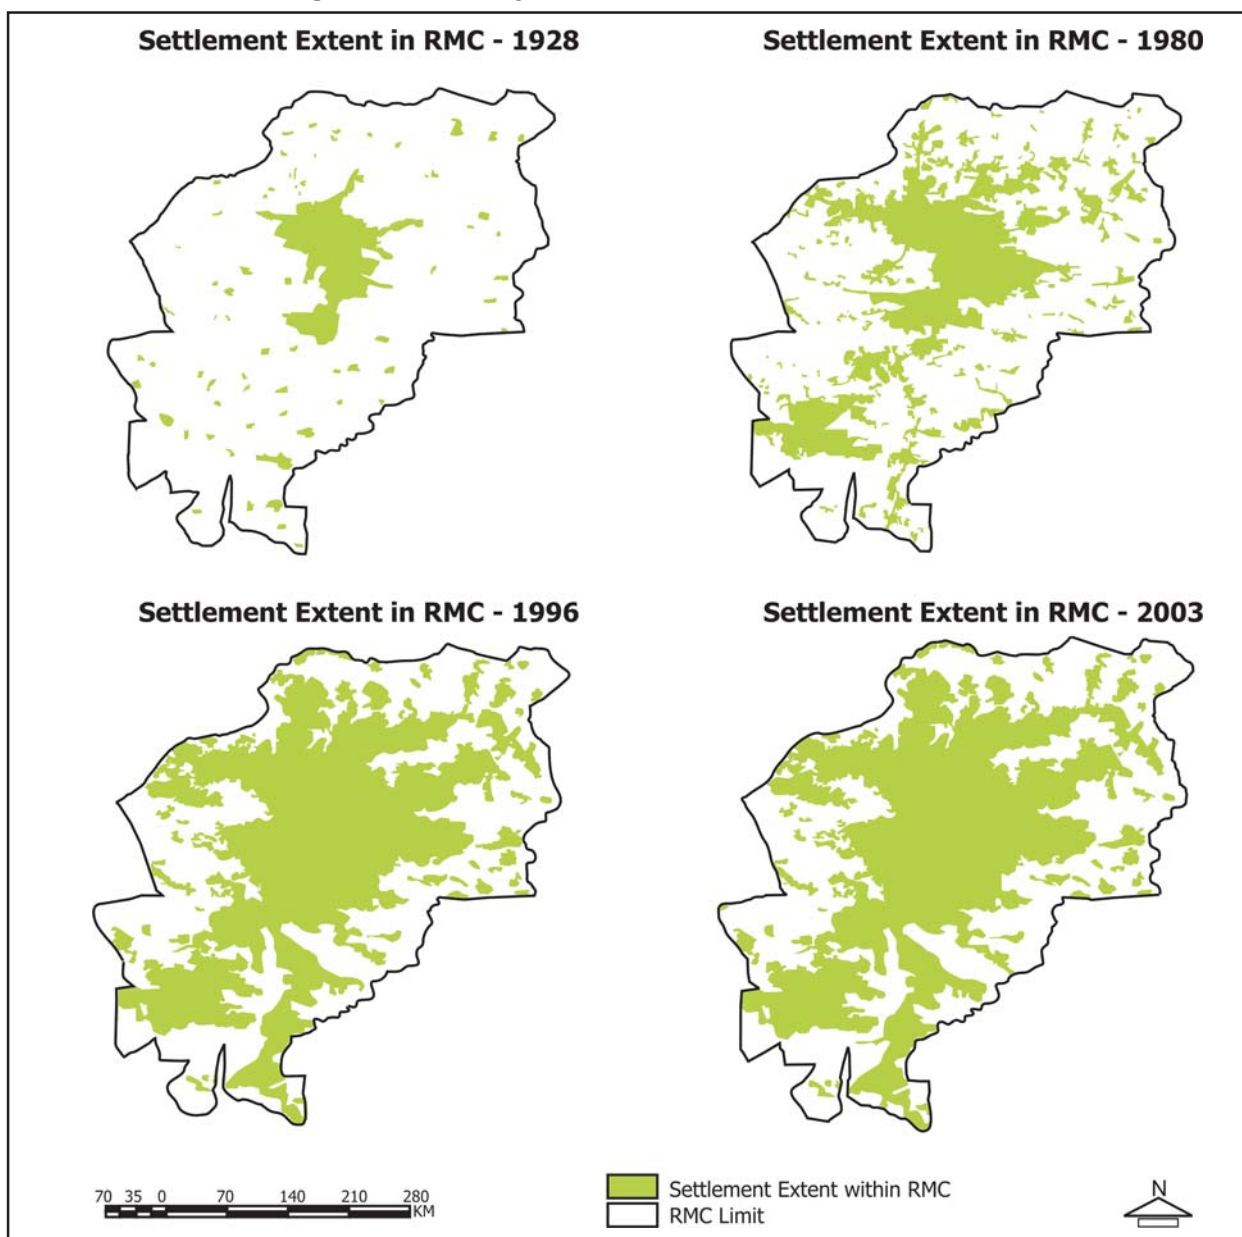 Settlement Extent in RMC - 1928
Settlement Extent in RMC - 1980
Settlement Extent in RMC - 1996
Settlement Extent in RMC - 2003
70 35 0 70 140 210 280
KM
Settlement Extent within RMC
RMC Limit
N